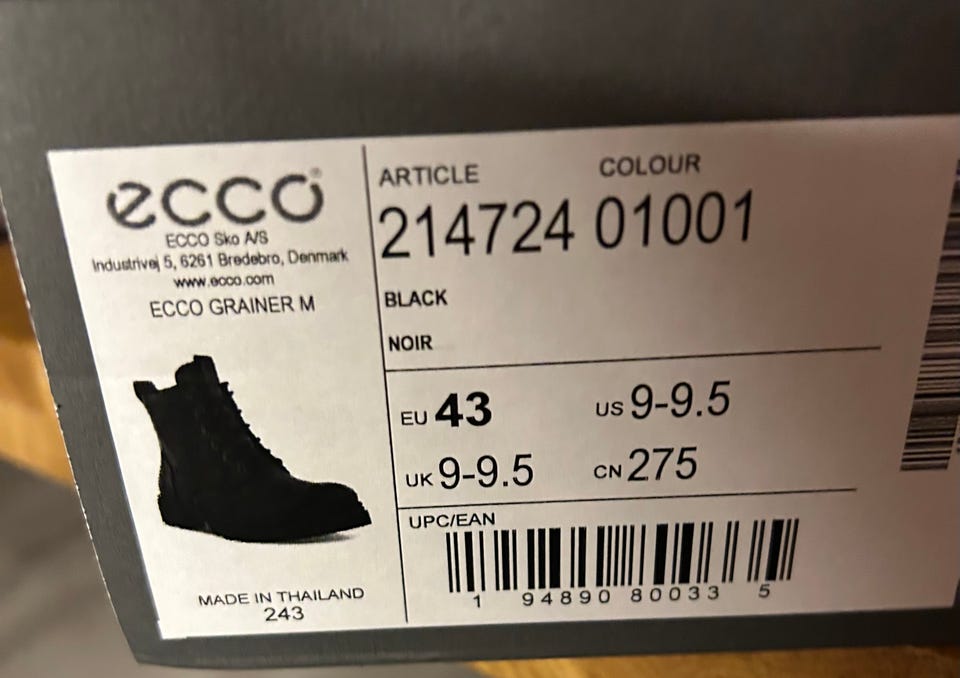 ecco®
ECCO Sko A/S
Industrivej 5, 6261 Bredebro, Denmark
www.ecco.com
ECCO GRAINER M
MADE IN THAILAND
243
ARTICLE COLOUR
214724 01001
BLACK
NOIR
EU 43 US 9-9.5
UK 9-9.5 CN 275
UPC/EAN
1 94890 80033 5